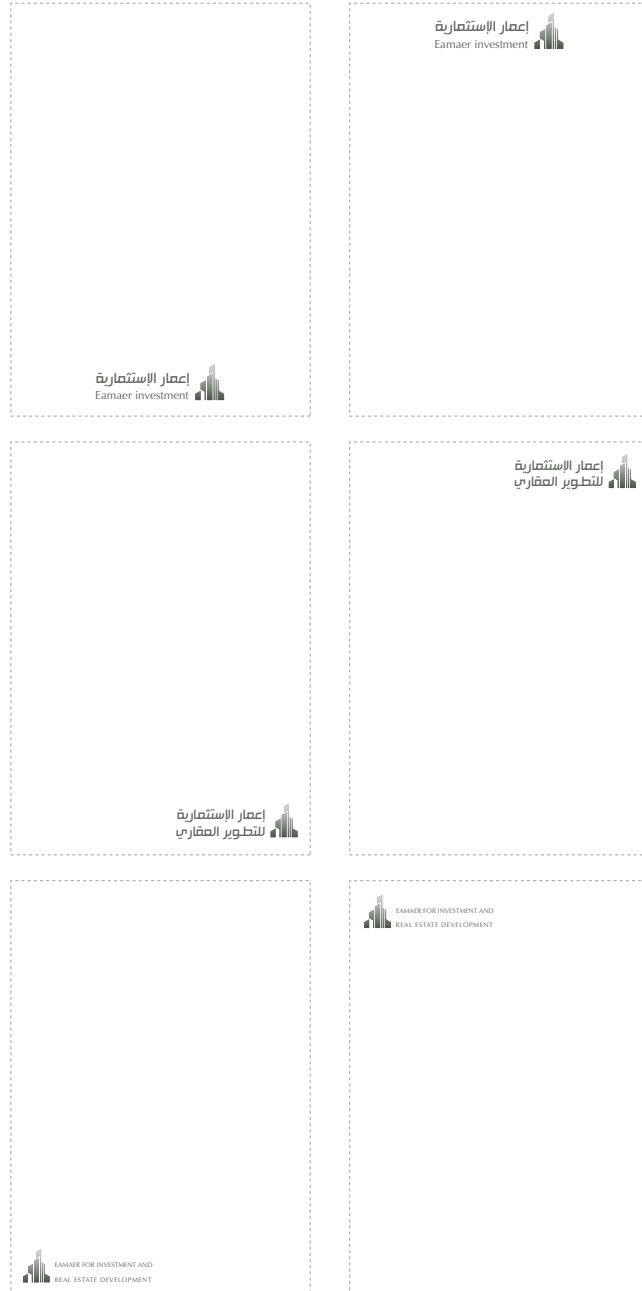 إعمار الإستثمارية
Eamaer investment
إعمار الإستثمارية
Eamaer investment
إعمار الإستثمارية
للتطوير العقاري
إعمار الإستثمارية
للتطوير العقاري
EAMAER FOR INVESTMENT AND
REAL ESTATE DEVELOPMENT
EAMAER FOR INVESTMENT AND
REAL ESTATE DEVELOPMENT